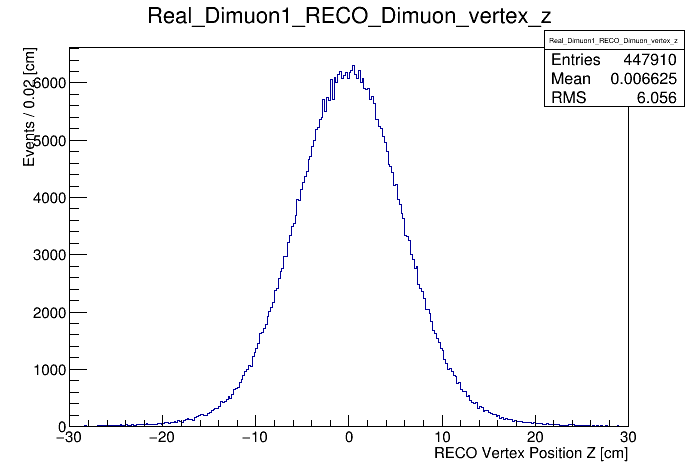 Real_Dimuon1_RECO_Dimuon_vertex_z
Real_Dimuon1_RECO_Dimuon_vertex_z
Entries 447910
Mean 0.006625
RMS 6.056
Events / 0.02 [cm]
6000
5000
4000
3000
2000
1000
0
−30 −20 −10 0 10 20 30
RECO Vertex Position Z [cm]